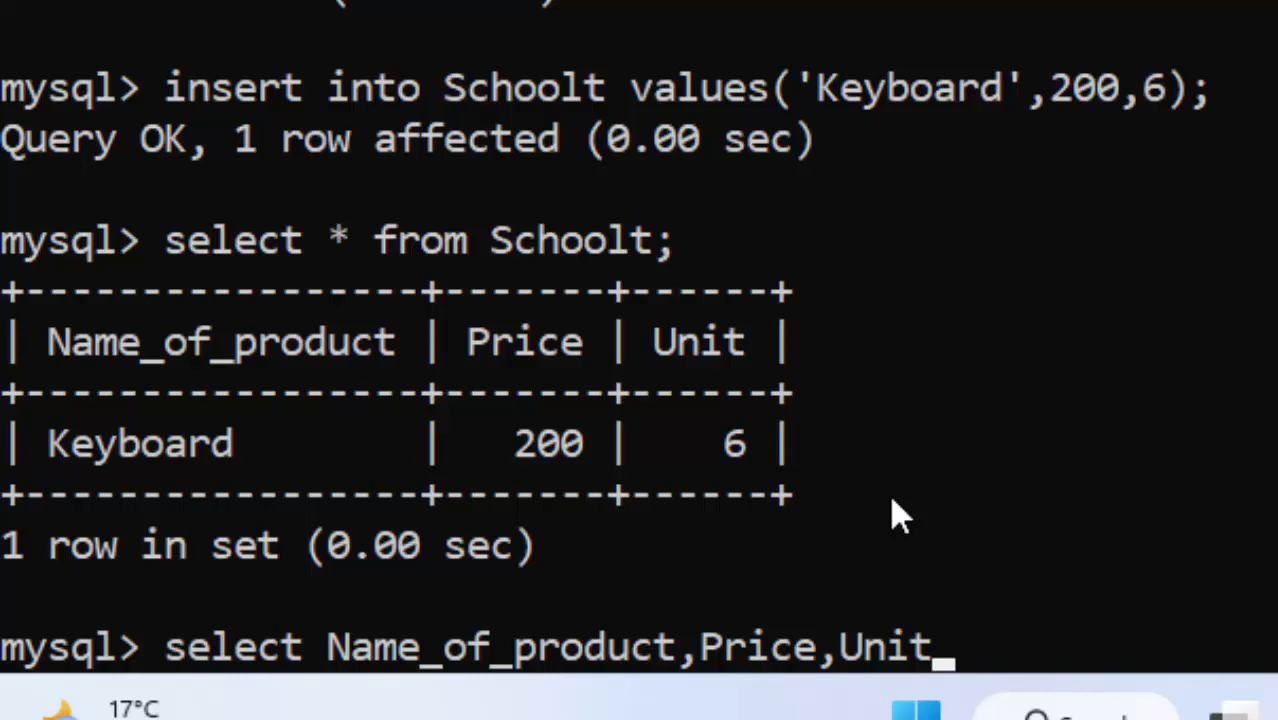 mysql> insert into Schoolt values('Keyboard',200,6);
Query OK, 1 row affected (0.00 sec)
mysql> select * from Schoolt;
+-----------------+-------+------+
| Name_of_product | Price | Unit |
+-----------------+-------+------+
| Keyboard        |   200 |    6 |
+-----------------+-------+------+
1 row in set (0.00 sec)
mysql> select Name_of_product,Price,Unit_
17°C